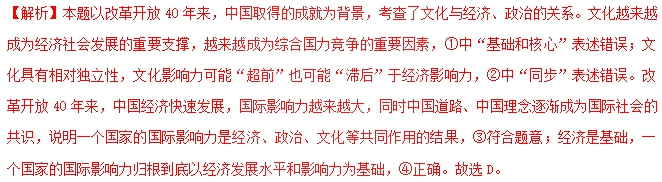 【解析】本题以改革开放 40 年来，中国取得的成就为背景，考查了文化与经济、政治的关系。文化越来越
成为经济社会发展的重要支撑，越来越成为综合国力竞争的重要因素，①中“基础和核心”表述错误；文
化具有相对独立性，文化影响力可能“超前”也可能“滞后”于经济影响力，②中“同步”表述错误。改
革开放 40 年来，中国经济快速发展，国际影响力越来越大，同时中国道路、中国理念逐渐成为国际社会的
共识，说明一个国家的国际影响力是经济、政治、文化等共同作用的结果，③符合题意；经济是基础，一
个国家的国际影响力归根到底以经济发展水平和影响力为基础，④正确。故选 D。